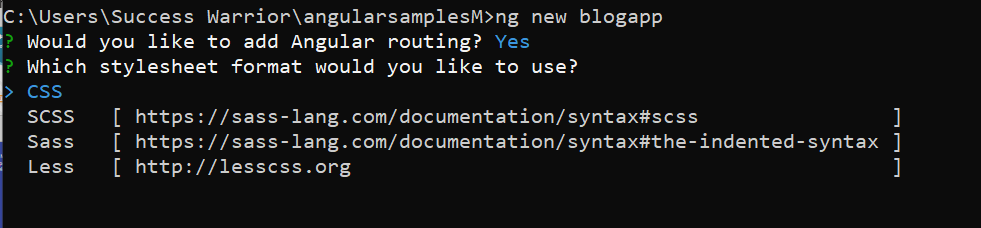 C:\Users\Success Warrior\angularsamplesM>ng new blogapp
? Would you like to add Angular routing? Yes
? Which stylesheet format would you like to use?
> CSS
SCSS [ https://sass-lang.com/documentation/syntax#scss ]
Sass [ https://sass-lang.com/documentation/syntax#the-indented-syntax ]
Less [ http://lesscss.org ]